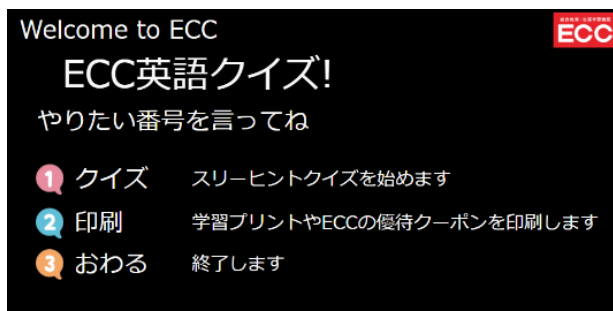 Welcome to ECC
ECC
ECC英語クイズ!
やりたい番号を言ってね
1 クイズ スリーヒントクイズを始めます
2 印刷 学習プリントやECCの優待クーポンを印刷します
3 おわる 終了します